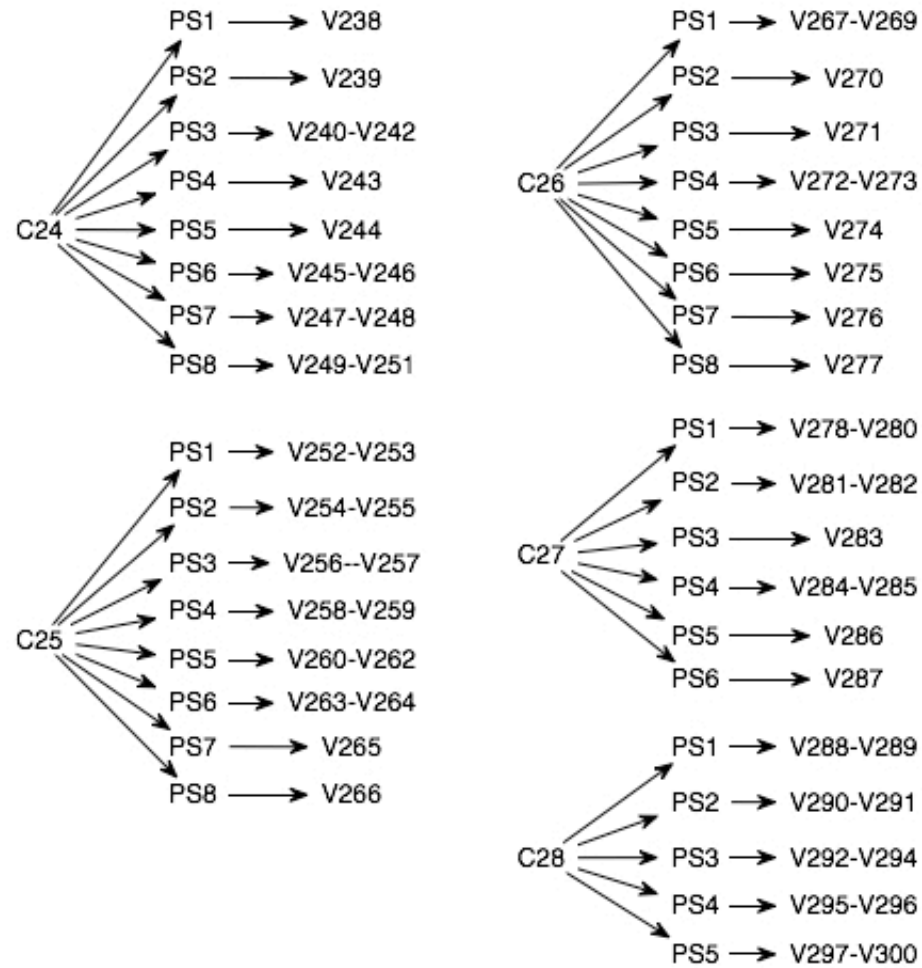 C24
PS1 V238
PS2 V239
PS3 V240-V242
PS4 V243
PS5 V244
PS6 V245-V246
PS7 V247-V248
PS8 V249-V251
C25
PS1 V252-V253
PS2 V254-V255
PS3 V256--V257
PS4 V258-V259
PS5 V260-V262
PS6 V263-V264
PS7 V265
PS8 V266
C26
PS1 V267-V269
PS2 V270
PS3 V271
PS4 V272-V273
PS5 V274
PS6 V275
PS7 V276
PS8 V277
C27
PS1 V278-V280
PS2 V281-V282
PS3 V283
PS4 V284-V285
PS5 V286
PS6 V287
C28
PS1 V288-V289
PS2 V290-V291
PS3 V292-V294
PS4 V295-V296
PS5 V297-V300